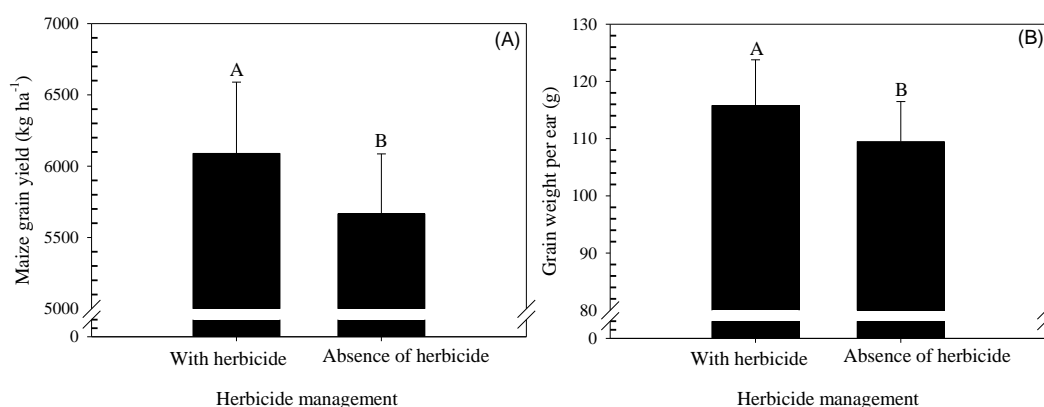 (A)
Maize grain yield (kg ha⁻¹)
7000
6500
6000
5500
5000
0
A
B
With herbicide
Absence of herbicide
Herbicide management
(B)
Grain weight per ear (g)
130
120
110
100
90
80
0
A
B
With herbicide
Absence of herbicide
Herbicide management